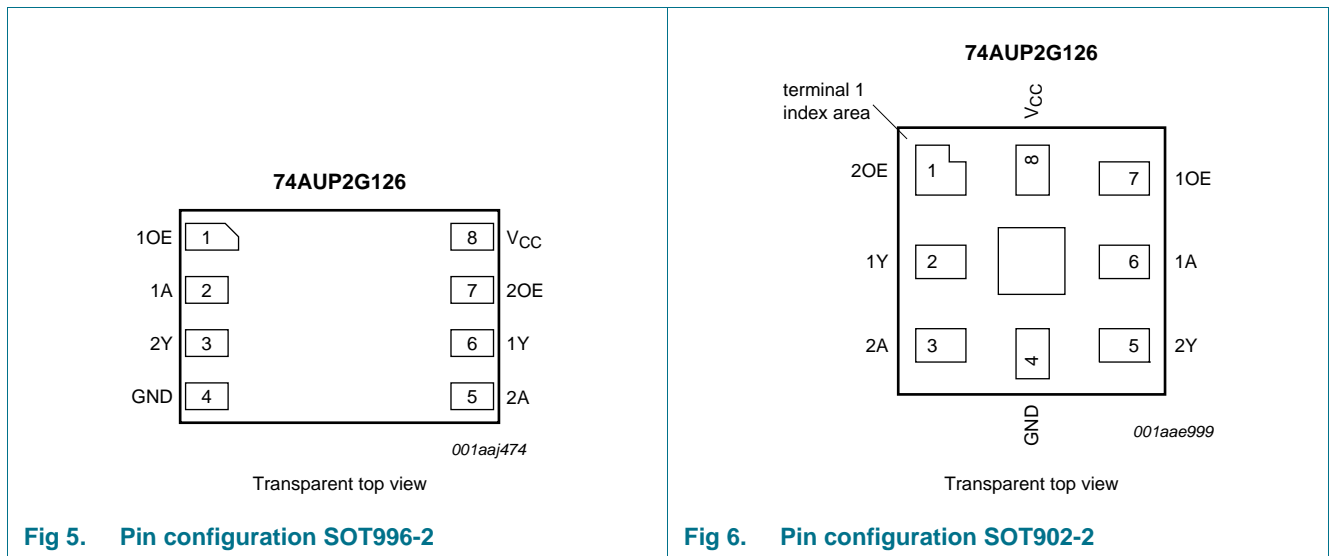 74AUP2G126
1OE 1 8 VCC
1A 2 7 2OE
2Y 3 6 1Y
GND 4 5 2A
001aaj474
Transparent top view
Fig 5. Pin configuration SOT996-2
74AUP2G126
terminal 1
index area
VCC
2OE 1 8 7 1OE
1Y 2 6 1A
2A 3 4 5 2Y
GND
001aae999
Transparent top view
Fig 6. Pin configuration SOT902-2